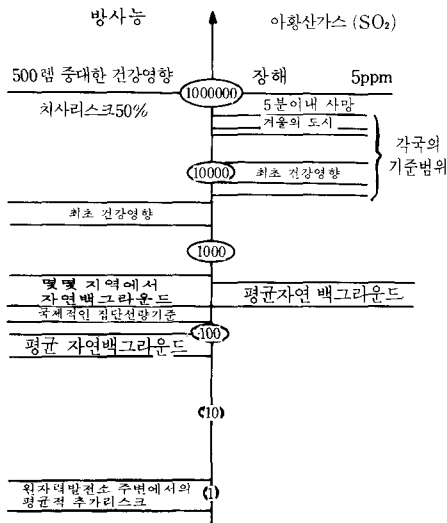 방사능
아황산가스 (SO₂)
500렘 중대한 건강영향
장해 5ppm
1000000
치사리스크50%
5분이내 사망
겨울의 도시
각국의
기준범위
10000
최초 건강영향
최초 건강영향
1000
몇몇 지역에서
자연백그라운드
평균자연 백그라운드
국제적인 집단선량기준
100
평균 자연백그라운드
10
원자력발전소 주변에서의
평균적 추가리스크
1